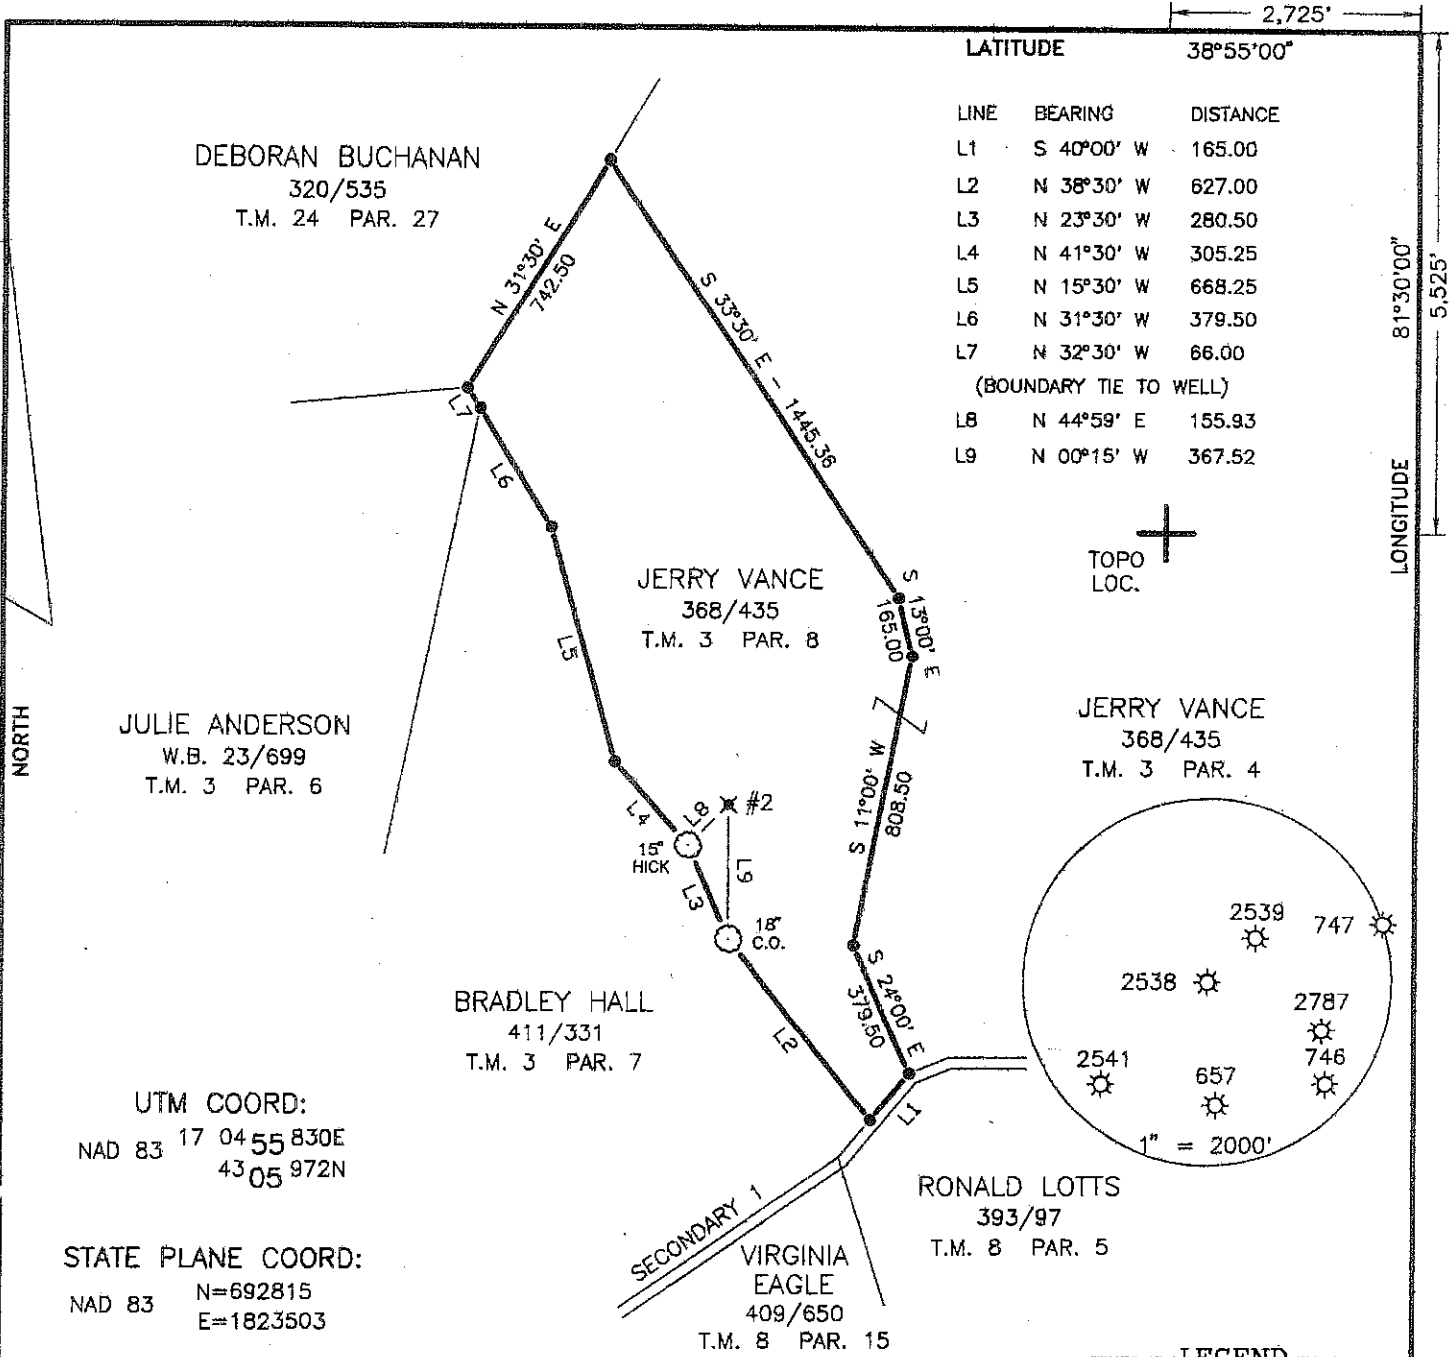 2,725'
LATITUDE 38°55'00"
LINE BEARING DISTANCE
L1 S 40°00' W 165.00
L2 N 38°30' W 627.00
L3 N 23°30' W 280.50
L4 N 41°30' W 305.25
L5 N 15°30' W 668.25
L6 N 31°30' W 379.50
L7 N 32°30' W 66.00
(BOUNDARY TIE TO WELL)
L8 N 44°59' E 155.93
L9 N 00°15' W 367.52
LONGITUDE 81°30'00"
5,525'
TOPO
LOC.
DEBORAN BUCHANAN
320/535
T.M. 24 PAR. 27
N 31°30' E
742.50
S 33°30' E - 1445.36
L7
L6
JERRY VANCE
368/435
T.M. 3 PAR. 8
S 13°00' E
165.00
L5
NORTH
JULIE ANDERSON
W.B. 23/699
T.M. 3 PAR. 6
JERRY VANCE
368/435
T.M. 3 PAR. 4
S 11°00' W
808.50
L4
L8
#2
15"
HICK
L9
L3
18"
C.O.
2539
747
2538
2787
2541
657
746
1" = 2000'
S 24°00' E
379.50
BRADLEY HALL
411/331
T.M. 3 PAR. 7
L2
L1
UTM COORD:
NAD 83 17 04 55 830E
43 05 972N
STATE PLANE COORD:
NAD 83 N=692815
E=1823503
SECONDARY 1
RONALD LOTTS
393/97
T.M. 8 PAR. 5
VIRGINIA
EAGLE
409/650
T.M. 8 PAR. 15
LEGEND